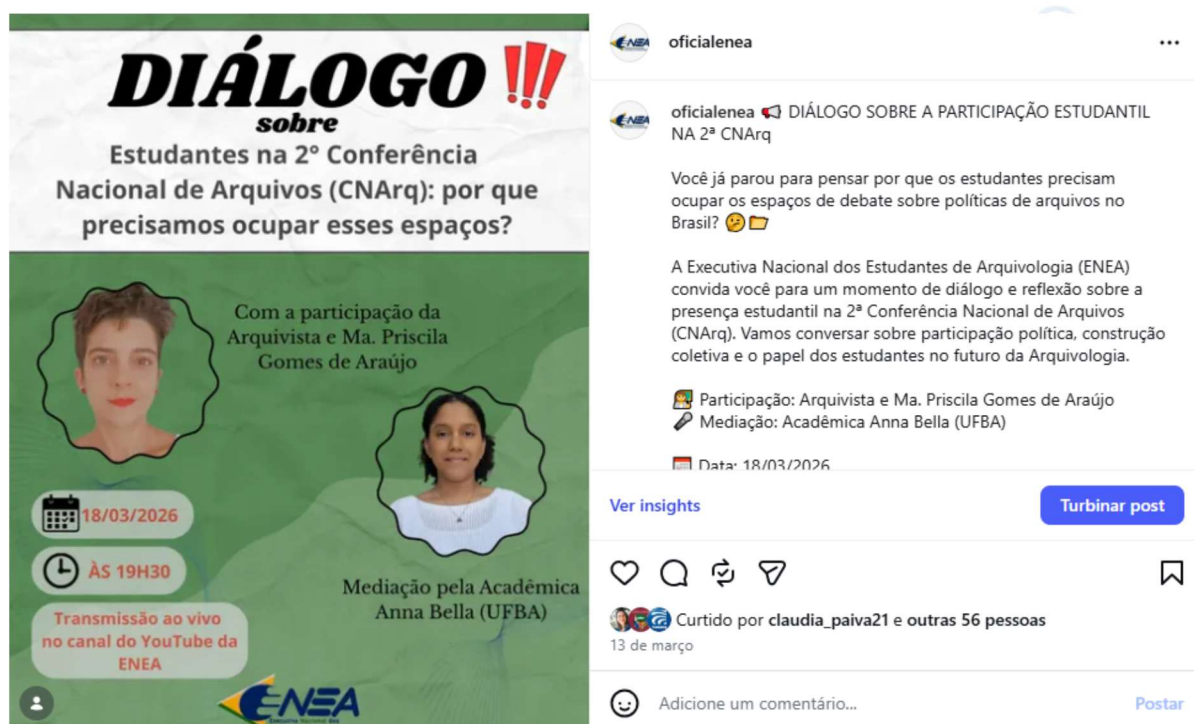 DIÁLOGO
sobre
Estudantes na 2° Conferência
Nacional de Arquivos (CNArq): por que
precisamos ocupar esses espaços?
Com a participação da
Arquivista e Ma. Priscila
Gomes de Araújo
18/03/2026
ÀS 19H30
Transmissão ao vivo
no canal do YouTube da
ENEA
Mediação pela Acadêmica
Anna Bella (UFBA)
ENEA
Executiva Nacional dos
oficialenea
oficialenea 📢 DIÁLOGO SOBRE A PARTICIPAÇÃO ESTUDANTIL
NA 2ª CNArq
Você já parou para pensar por que os estudantes precisam
ocupar os espaços de debate sobre políticas de arquivos no
Brasil? 🤔📂
A Executiva Nacional dos Estudantes de Arquivologia (ENEA)
convida você para um momento de diálogo e reflexão sobre a
presença estudantil na 2ª Conferência Nacional de Arquivos
(CNArq). Vamos conversar sobre participação política, construção
coletiva e o papel dos estudantes no futuro da Arquivologia.
👩‍🏫 Participação: Arquivista e Ma. Priscila Gomes de Araújo
🎤 Mediação: Acadêmica Anna Bella (UFBA)
📅 Data: 18/03/2026
Ver insights
Turbinar post
Curtido por claudia_paiva21 e outras 56 pessoas
13 de março
Adicione um comentário...
Postar